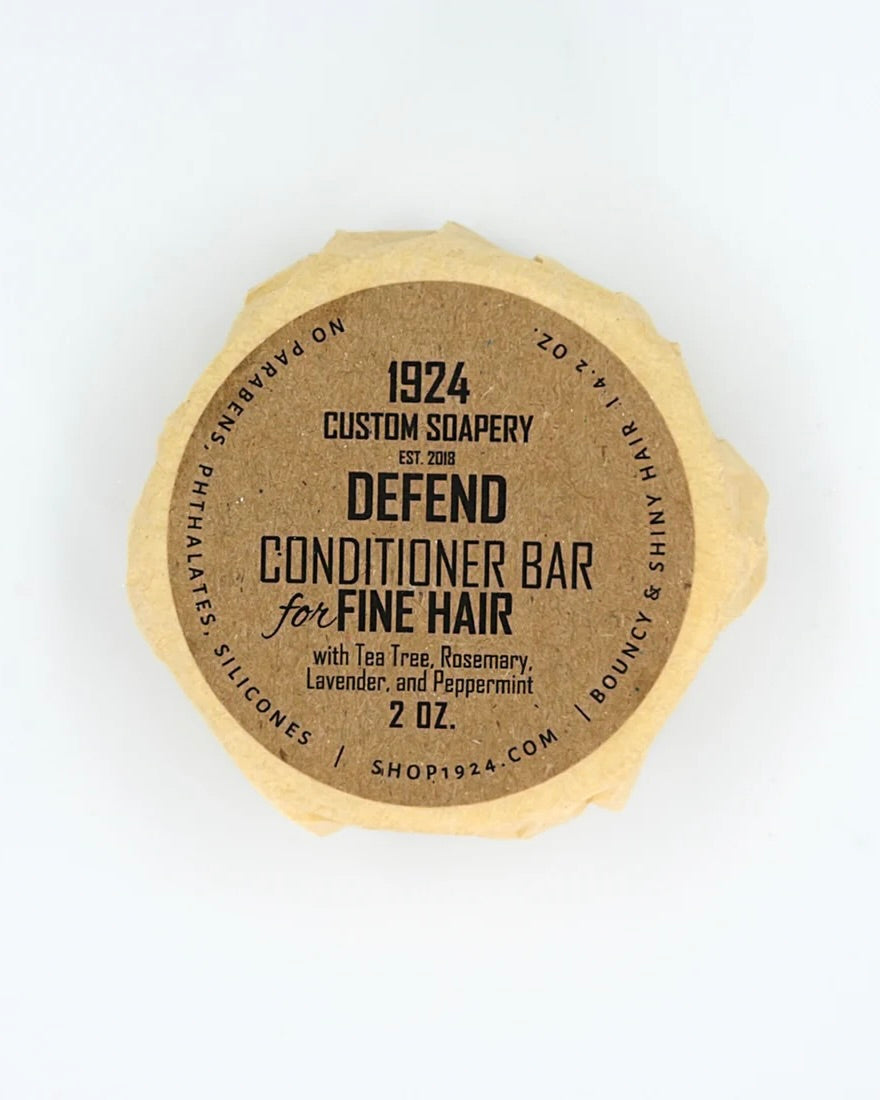 1924
CUSTOM SOAPERY
EST. 2018
DEFEND
CONDITIONER BAR
for FINE HAIR
with Tea Tree, Rosemary,
Lavender, and Peppermint
2 OZ.
NO PARABENS, PHTHALATES, SILICONES | SHOP1924.COM | BOUNCY & SHINY HAIR | 4.2 OZ.